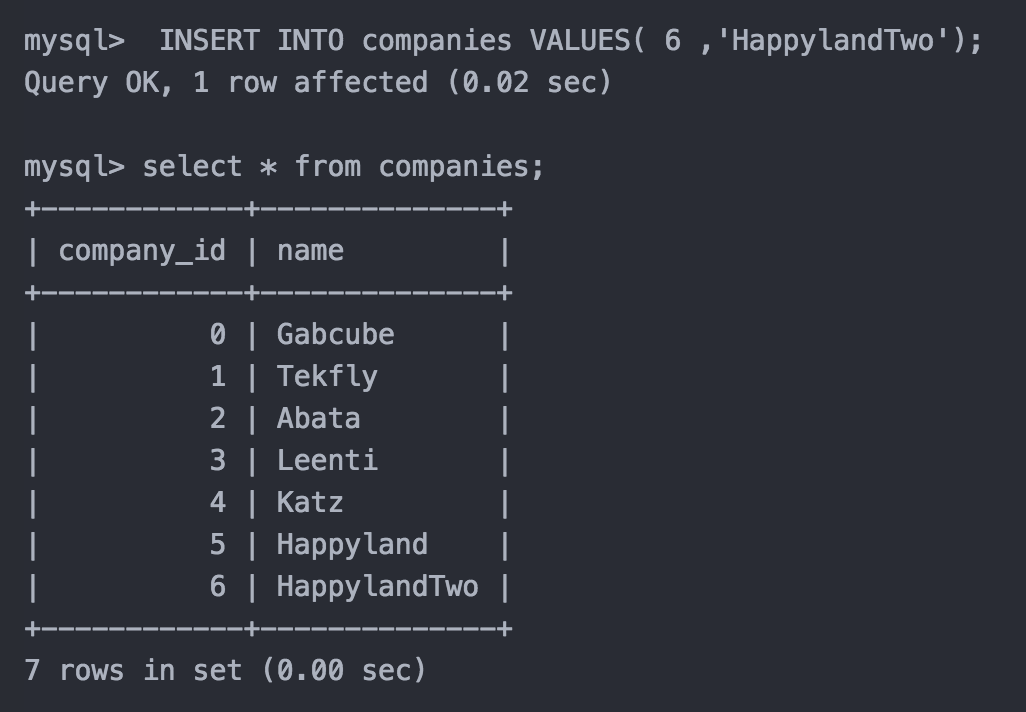 mysql>  INSERT INTO companies VALUES( 6 ,'HappylandTwo');
Query OK, 1 row affected (0.02 sec)

mysql> select * from companies;
+------------+--------------+
| company_id | name         |
+------------+--------------+
|          0 | Gabcube      |
|          1 | Tekfly       |
|          2 | Abata        |
|          3 | Leenti       |
|          4 | Katz         |
|          5 | Happyland    |
|          6 | HappylandTwo |
+------------+--------------+
7 rows in set (0.00 sec)